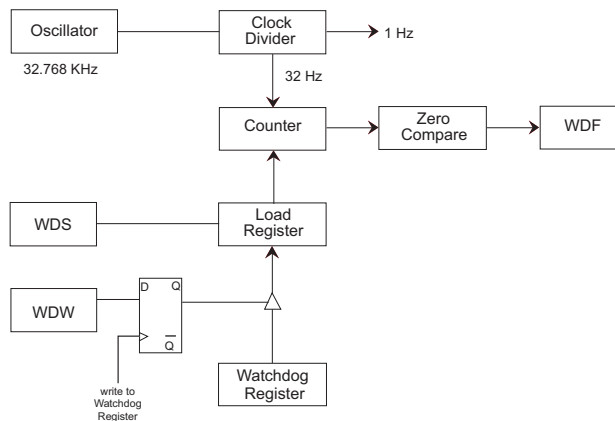 Oscillator
Clock
Divider
1 Hz
32.768 KHz
32 Hz
Counter
Zero
Compare
WDF
WDS
Load
Register
WDW
D
Q
Q
Watchdog
Register
write to
Watchdog
Register